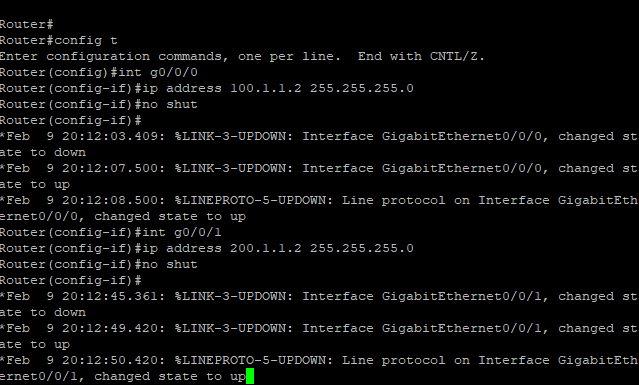 Router#
Router#config t
Enter configuration commands, one per line.  End with CNTL/Z.
Router(config)#int g0/0/0
Router(config-if)#ip address 100.1.1.2 255.255.255.0
Router(config-if)#no shut
Router(config-if)#
*Feb  9 20:12:03.409: %LINK-3-UPDOWN: Interface GigabitEthernet0/0/0, changed st
ate to down
*Feb  9 20:12:07.500: %LINK-3-UPDOWN: Interface GigabitEthernet0/0/0, changed st
ate to up
*Feb  9 20:12:08.500: %LINEPROTO-5-UPDOWN: Line protocol on Interface GigabitEth
ernet0/0/0, changed state to up
Router(config-if)#int g0/0/1
Router(config-if)#ip address 200.1.1.2 255.255.255.0
Router(config-if)#no shut
Router(config-if)#
*Feb  9 20:12:45.361: %LINK-3-UPDOWN: Interface GigabitEthernet0/0/1, changed st
ate to down
*Feb  9 20:12:49.420: %LINK-3-UPDOWN: Interface GigabitEthernet0/0/1, changed st
ate to up
*Feb  9 20:12:50.420: %LINEPROTO-5-UPDOWN: Line protocol on Interface GigabitEth
ernet0/0/1, changed state to up